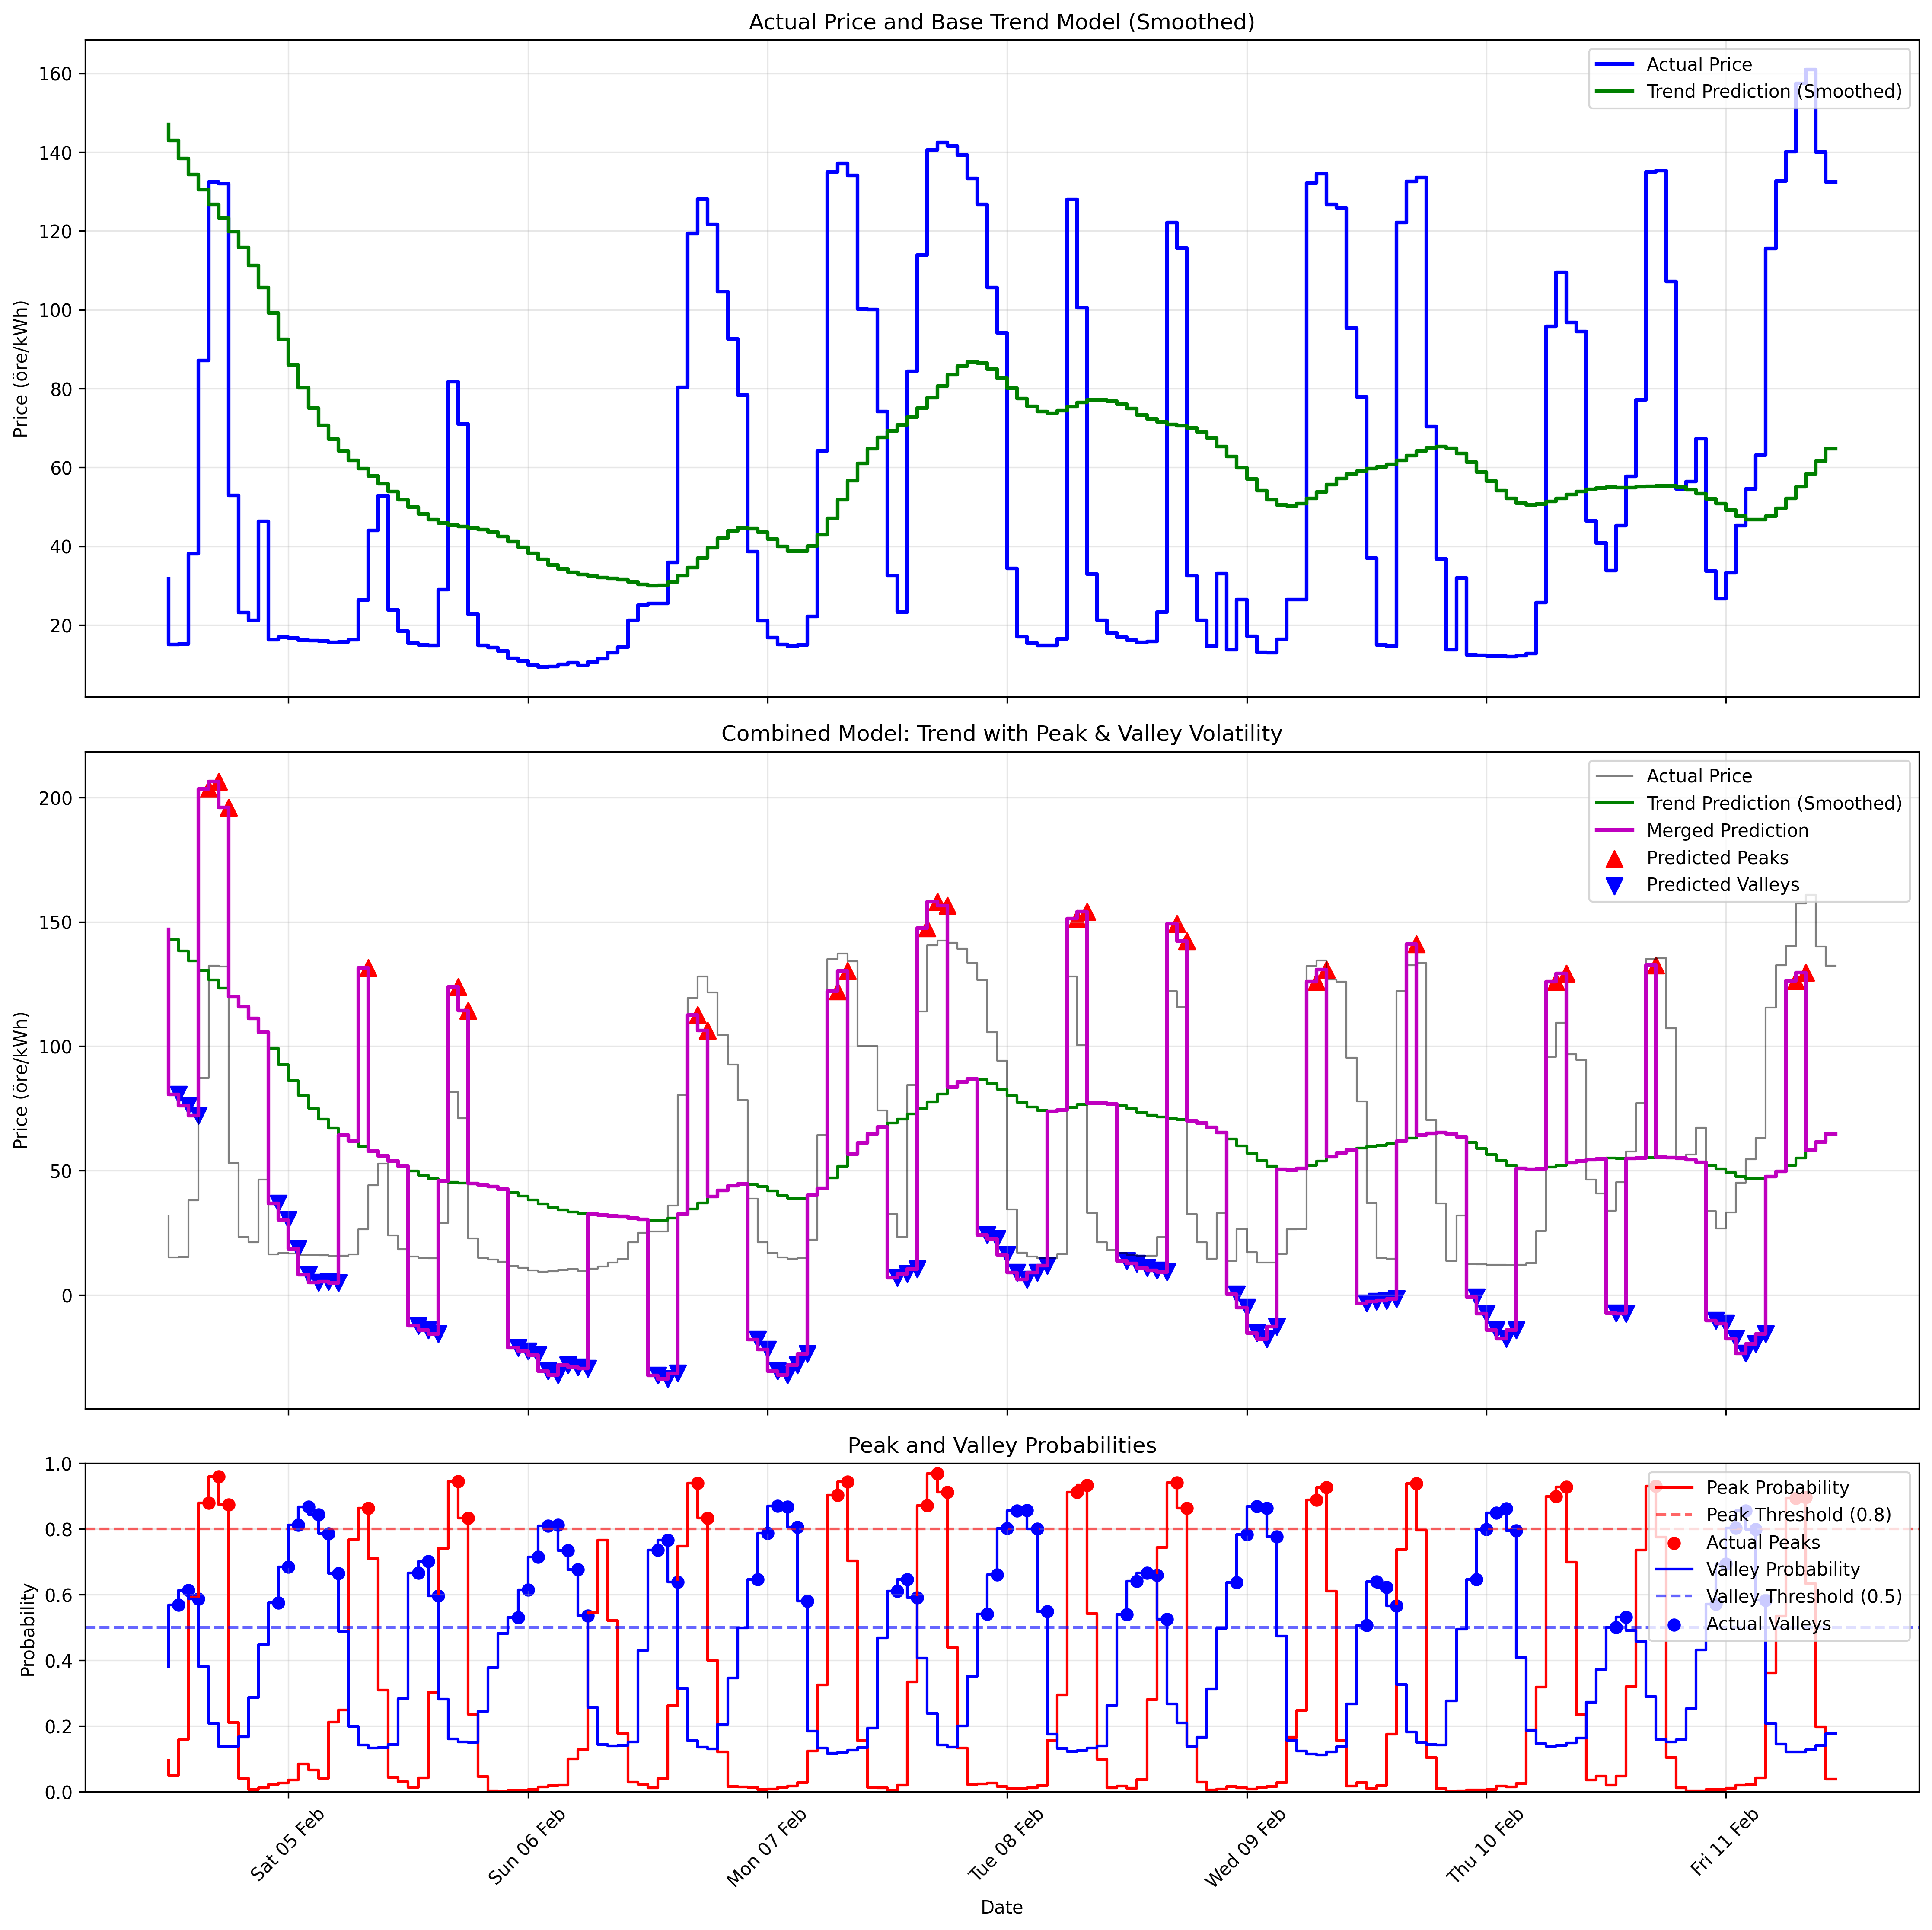 Actual Price and Base Trend Model (Smoothed)
Price (öre/kWh)
160
140
120
100
80
60
40
20
Actual Price
Trend Prediction (Smoothed)
Combined Model: Trend with Peak & Valley Volatility
Price (öre/kWh)
200
150
100
50
0
Actual Price
Trend Prediction (Smoothed)
Merged Prediction
Predicted Peaks
Predicted Valleys
Peak and Valley Probabilities
Probability
1.0
0.8
0.6
0.4
0.2
0.0
Peak Probability
Peak Threshold (0.8)
Actual Peaks
Valley Probability
Valley Threshold (0.5)
Actual Valleys
Sat 05 Feb
Sun 06 Feb
Mon 07 Feb
Tue 08 Feb
Wed 09 Feb
Thu 10 Feb
Fri 11 Feb
Date